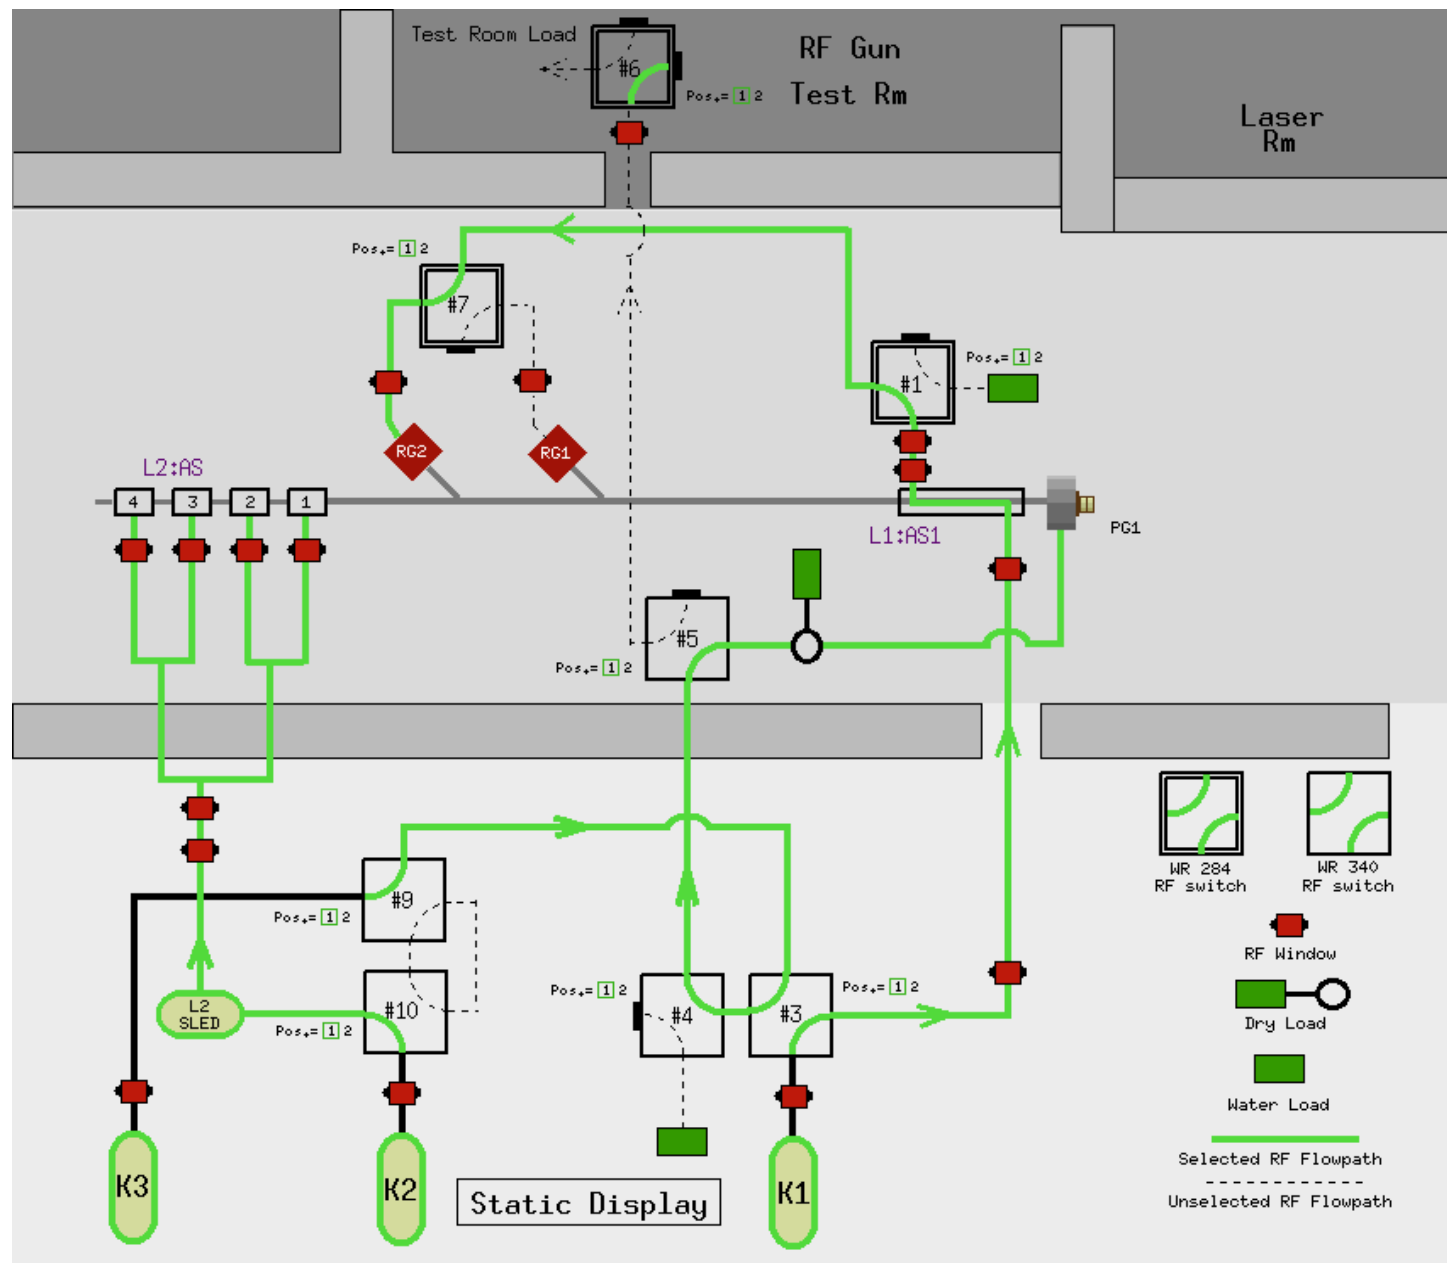 Test Room Load
#6
RF Gun
Test Rm
Pos.= 1 2
Laser
Rm
Pos.= 1 2
#7
#1
Pos.= 1 2
RG2
RG1
L2:AS
4
3
2
1
L1:AS1
PG1
#5
Pos.= 1 2
WR 284
RF switch
WR 340
RF switch
#9
Pos.= 1 2
RF Window
L2
SLED
Pos.= 1 2
#10
Pos.= 1 2
#4
#3
Pos.= 1 2
Dry Load
Water Load
Selected RF Flowpath
Unselected RF Flowpath
K3
K2
K1
Static Display